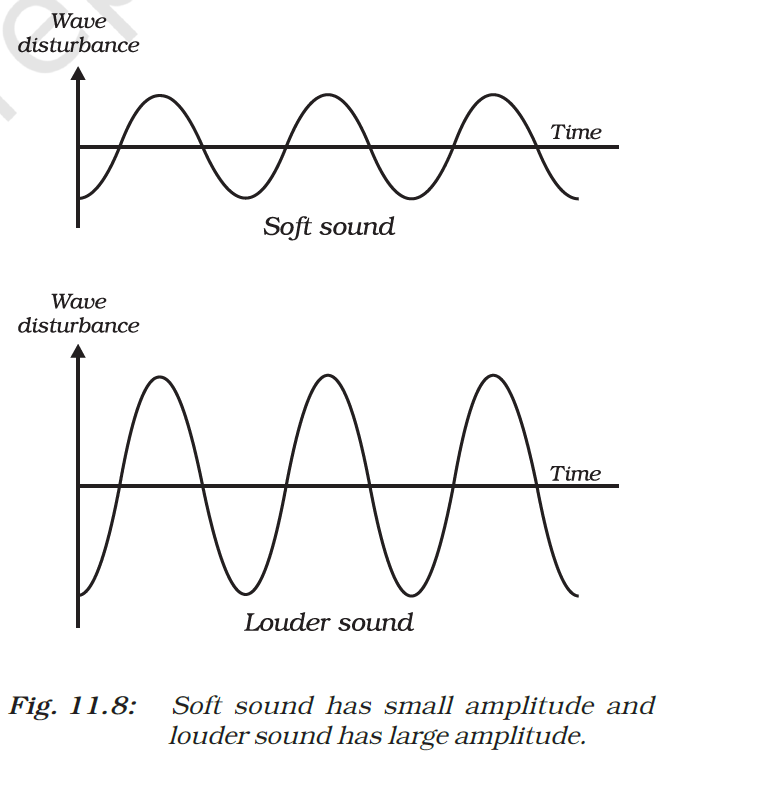 Wave
disturbance
Time
Soft sound
Wave
disturbance
Time
Louder sound
Fig. 11.8: Soft sound has small amplitude and
louder sound has large amplitude.